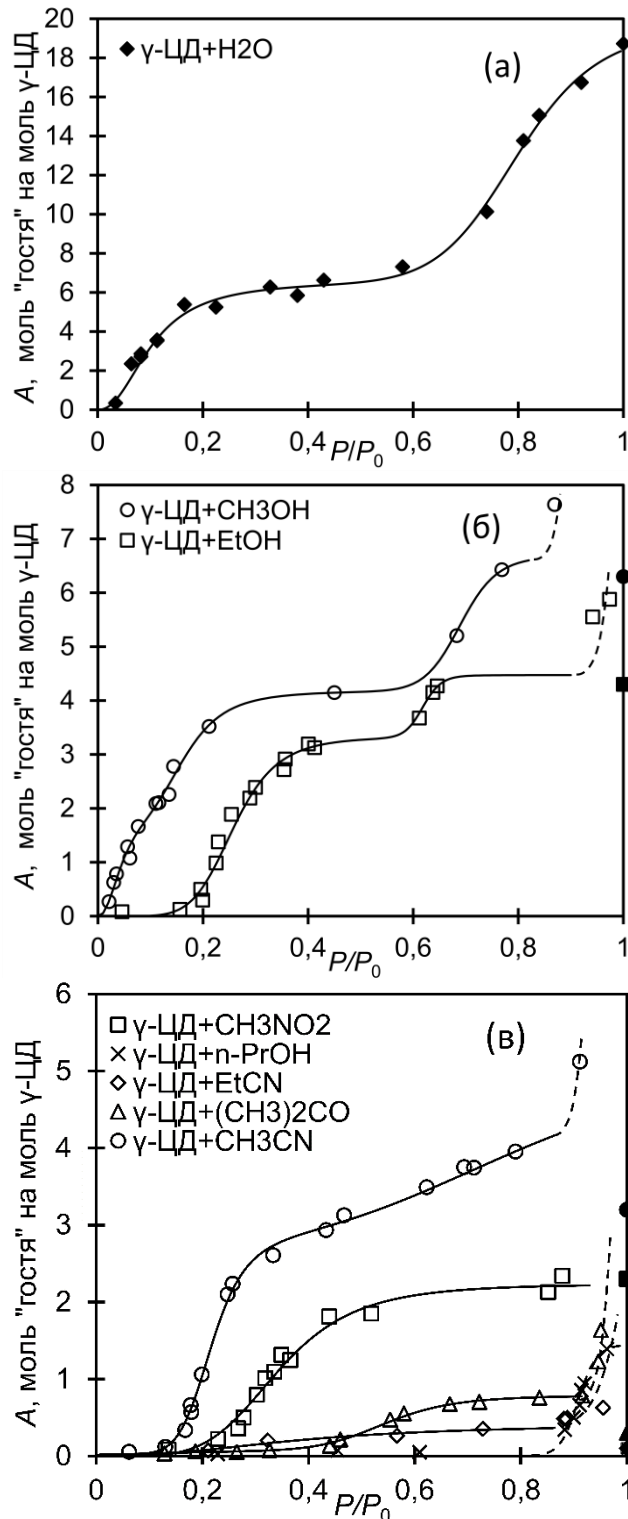 γ-ЦД+H2O
(а)
A, моль "гостя" на моль γ-ЦД
20
18
16
14
12
10
8
6
4
2
0
0 0,2 0,4 0,6 0,8 1
P/P0
γ-ЦД+CH3OH
γ-ЦД+EtOH
(б)
A, моль "гостя" на моль γ-ЦД
8
7
6
5
4
3
2
1
0
0 0,2 0,4 0,6 0,8 1
P/P0
γ-ЦД+CH3NO2
γ-ЦД+n-PrOH
γ-ЦД+EtCN
γ-ЦД+(CH3)2CO
γ-ЦД+CH3CN
(в)
A, моль "гостя" на моль γ-ЦД
6
5
4
3
2
1
0
0 0,2 0,4 0,6 0,8 1
P/P0